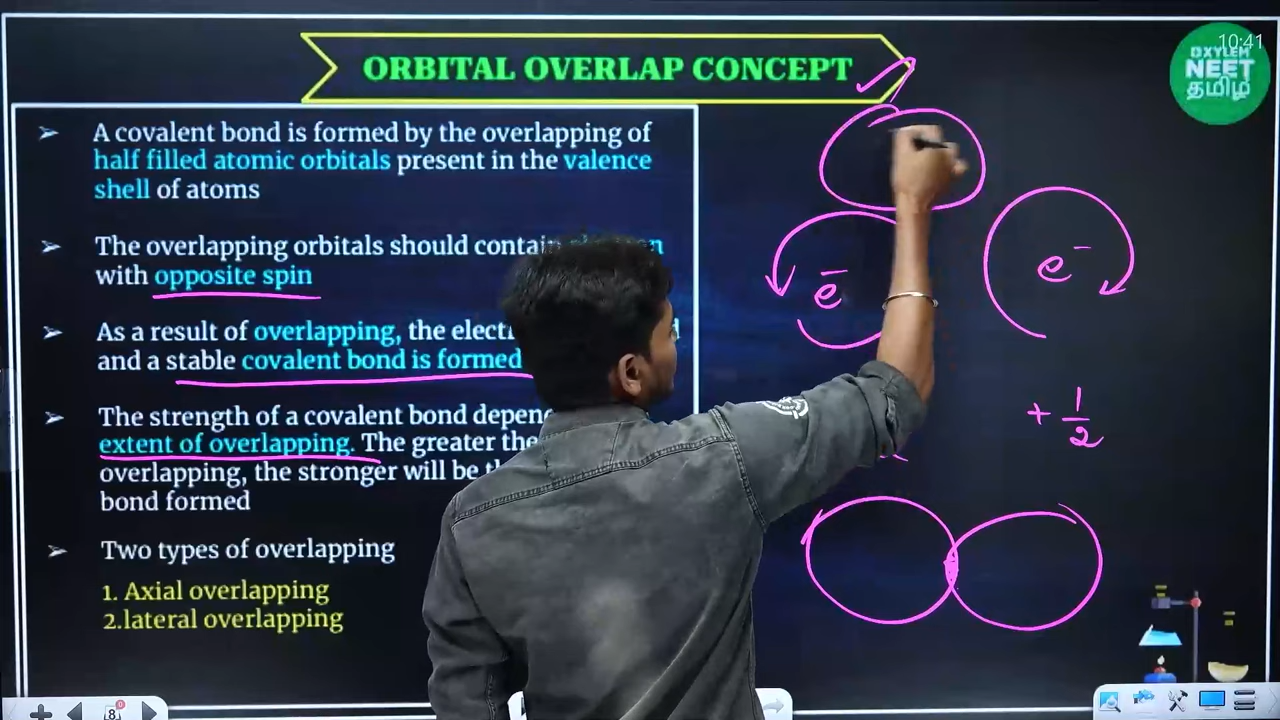 ORBITAL OVERLAP CONCEPT
10:41
OXYLEM
NEET
தமிழ்
➤ A covalent bond is formed by the overlapping of
half filled atomic orbitals present in the valence
shell of atoms
➤ The overlapping orbitals should contain
with opposite spin
➤ As a result of overlapping, the
and a stable covalent bond is formed
➤ The strength of a covalent bond
extent of overlapping. The greater the
overlapping, the stronger will be
bond formed
➤ Two types of overlapping
1. Axial overlapping
2.lateral overlapping
e⁻ e⁻
+ 1/2
8